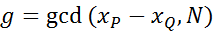 g = gcd (x_P − x_Q, N)